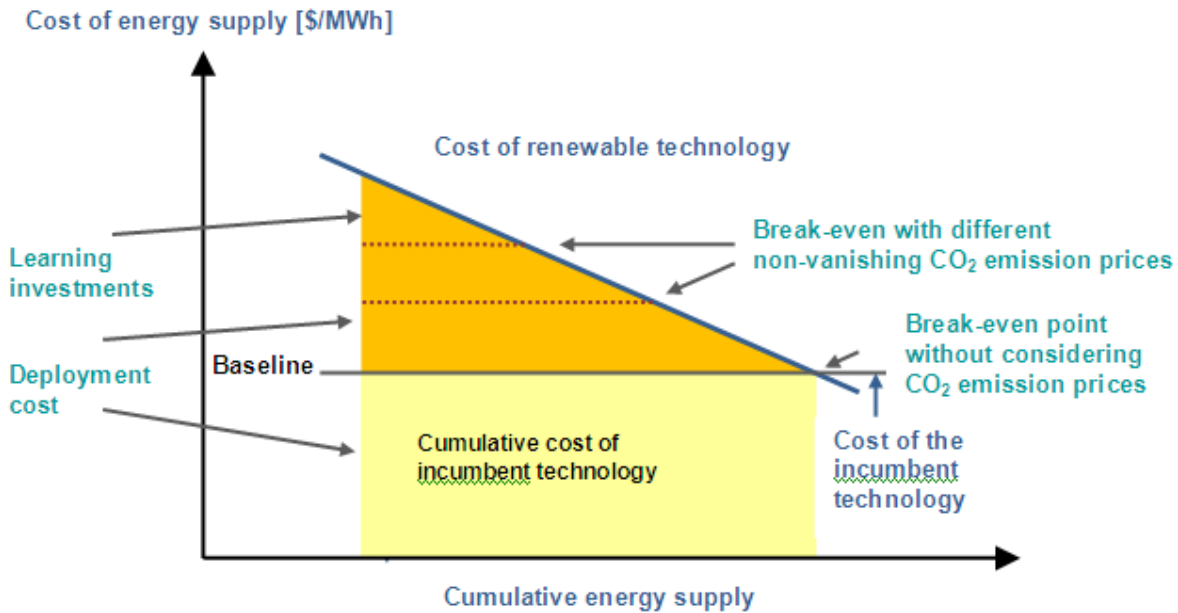 Cost of energy supply [$/MWh]
Cost of renewable technology
Learning
investments
Break-even with different
non-vanishing CO₂ emission prices
Deployment
cost
Baseline
Break-even point
without considering
CO₂ emission prices
Cumulative cost of
incumbent technology
Cost of the
incumbent
technology
Cumulative energy supply